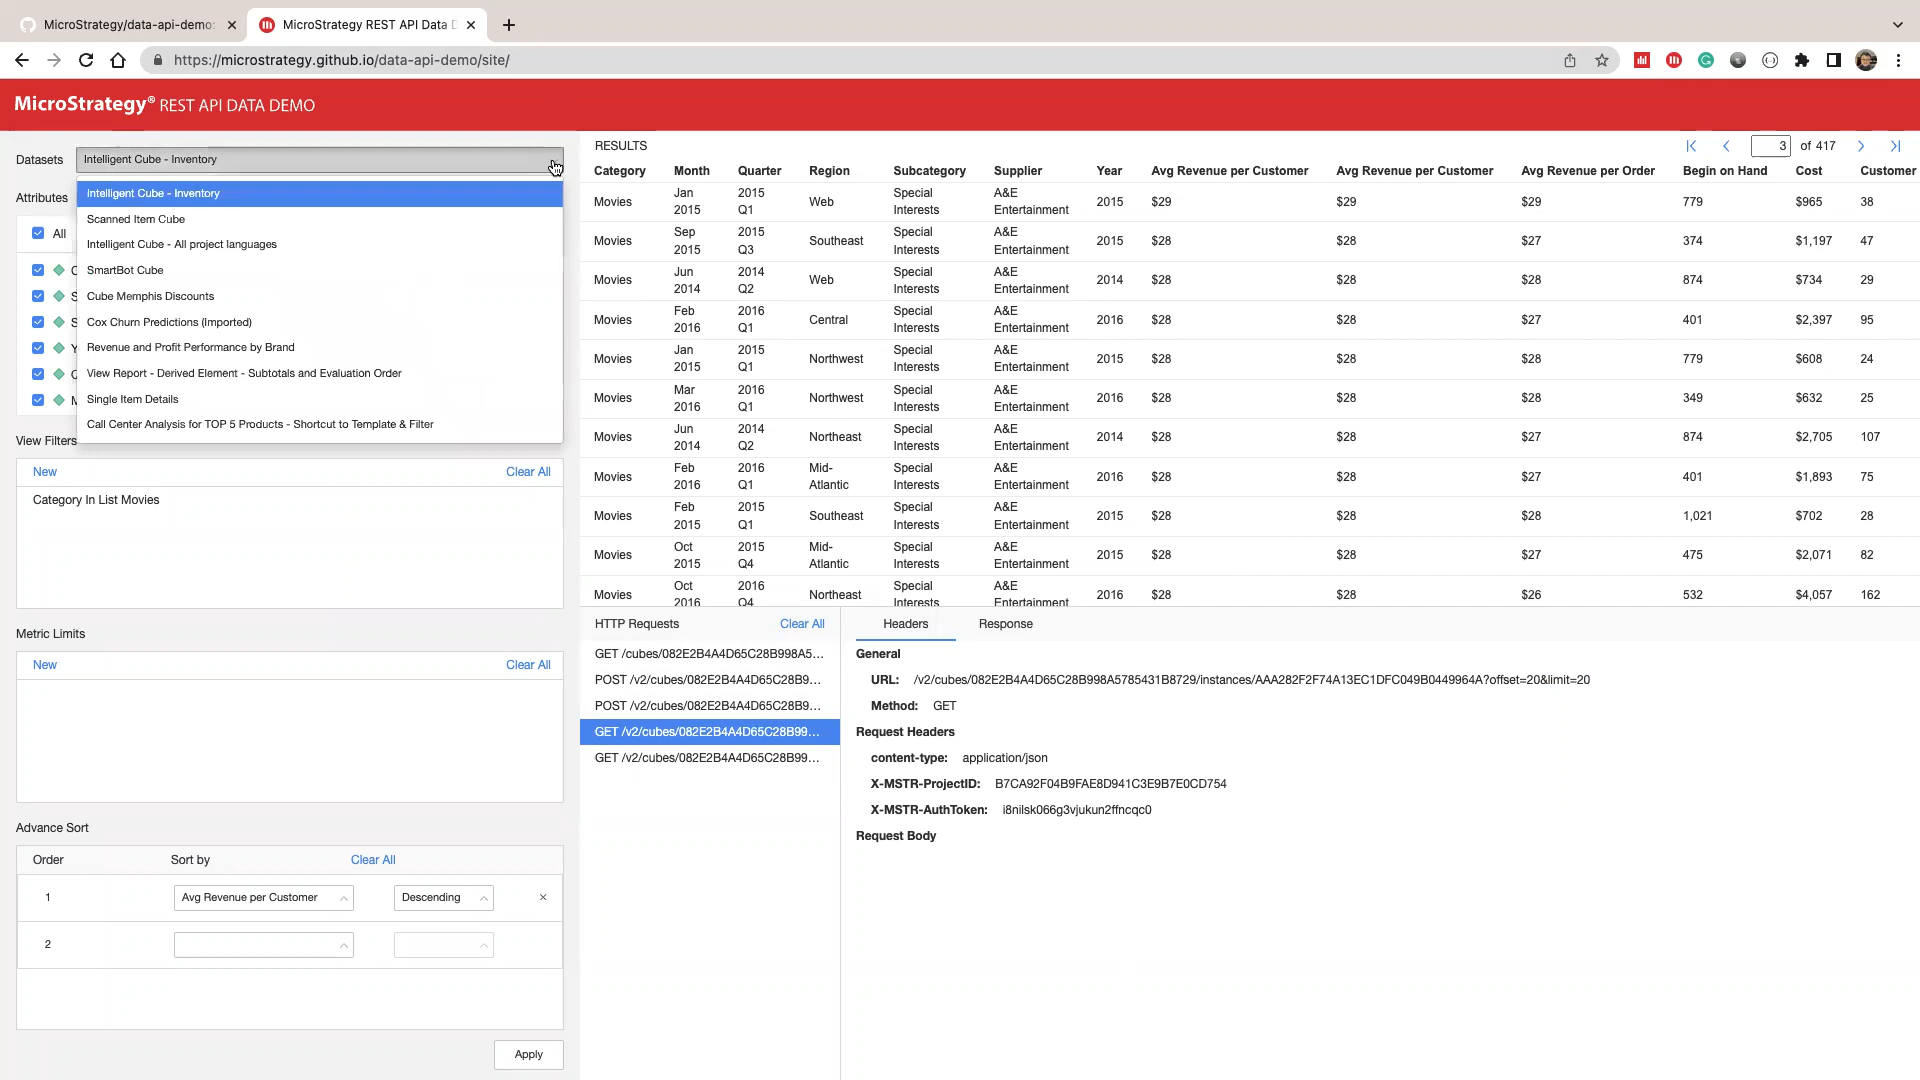 MicroStrategy/data-api-demo:
MicroStrategy REST API Data D
https://microstrategy.github.io/data-api-demo/site/
MicroStrategy® REST API DATA DEMO
Datasets
Intelligent Cube - Inventory
Intelligent Cube - Inventory
Scanned Item Cube
Intelligent Cube - All project languages
SmartBot Cube
Cube Memphis Discounts
Cox Churn Predictions (Imported)
Revenue and Profit Performance by Brand
View Report - Derived Element - Subtotals and Evaluation Order
Single Item Details
Call Center Analysis for TOP 5 Products - Shortcut to Template & Filter
Attributes
All
C
S
S
Y
Q
M
View Filters
New Clear All
Category In List Movies
Metric Limits
New Clear All
Advance Sort
Order Sort by Clear All
1 Avg Revenue per Customer Descending
2
Apply
RESULTS
3 of 417
Category Month Quarter Region Subcategory Supplier Year Avg Revenue per Customer Avg Revenue per Customer Avg Revenue per Order Begin on Hand Cost Customer
Movies Jan 2015 2015 Q1 Web Special Interests A&E Entertainment 2015 $29 $29 $29 779 $965 38
Movies Sep 2015 2015 Q3 Southeast Special Interests A&E Entertainment 2015 $28 $28 $27 374 $1,197 47
Movies Jun 2014 2014 Q2 Web Special Interests A&E Entertainment 2014 $28 $28 $28 874 $734 29
Movies Feb 2016 2016 Q1 Central Special Interests A&E Entertainment 2016 $28 $28 $27 401 $2,397 95
Movies Jan 2015 2015 Q1 Northwest Special Interests A&E Entertainment 2015 $28 $28 $28 779 $608 24
Movies Mar 2016 2016 Q1 Northwest Special Interests A&E Entertainment 2016 $28 $28 $28 349 $632 25
Movies Jun 2014 2014 Q2 Northeast Special Interests A&E Entertainment 2014 $28 $28 $27 874 $2,705 107
Movies Feb 2016 2016 Q1 Mid-Atlantic Special Interests A&E Entertainment 2016 $28 $28 $27 401 $1,893 75
Movies Feb 2015 2015 Q1 Southeast Special Interests A&E Entertainment 2015 $28 $28 $28 1,021 $702 28
Movies Oct 2015 2015 Q4 Mid-Atlantic Special Interests A&E Entertainment 2015 $28 $28 $27 475 $2,071 82
Movies Oct 2016 2016 Q4 Northeast Special Interests A&E Entertainment 2016 $28 $28 $26 532 $4,057 162
HTTP Requests Clear All
GET /cubes/082E2B4A4D65C28B998A5...
POST /v2/cubes/082E2B4A4D65C28B9...
POST /v2/cubes/082E2B4A4D65C28B9...
GET /v2/cubes/082E2B4A4D65C28B99...
GET /v2/cubes/082E2B4A4D65C28B99...
Headers Response
General
URL: /v2/cubes/082E2B4A4D65C28B998A5785431B8729/instances/AAA282F2F74A13EC1DFC049B0449964A?offset=20&limit=20
Method: GET
Request Headers
content-type: application/json
X-MSTR-ProjectID: B7CA92F04B9FAE8D941C3E9B7E0CD754
X-MSTR-AuthToken: i8nilsk066g3vjukun2ffncqc0
Request Body